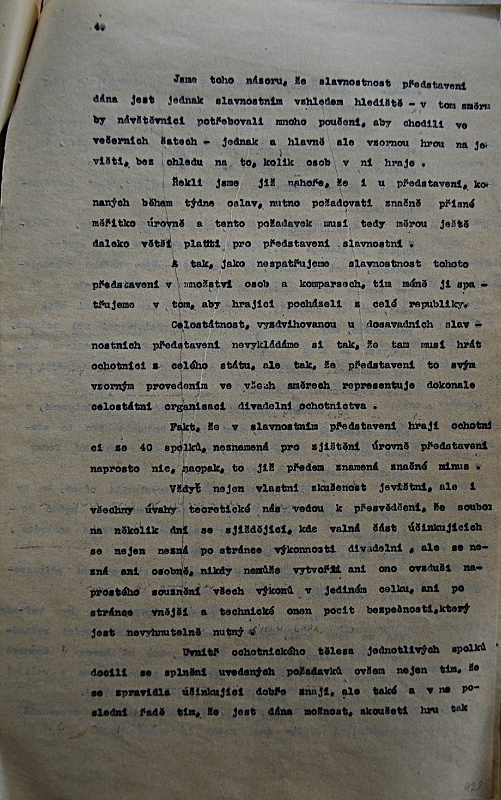 4.
Jsme toho názoru, že slavnostnost představení
dána jest jednak slavnostním vzhledem hlediště - v tom směru
by návštěvníci potřebovali mnoho poučení, aby chodili ve
večerních šatech - jednak a hlavně ale vzornou hrou na je-
višti, bez ohledu na to, kolik osob v ní hraje .
Řekli jsme již nahoře, že i u představení, ko-
naných během týdne oslav, nutno požadovati značně přísné
měřítko úrovně a tento požadavek musí tedy měrou ještě
daleko větší platiti pro představení slavnostní .
A tak, jako nespatřujeme slavnostnost tohoto
představení v množství osob a komparsech, tím méně ji spa -
třujeme v tom, aby hrající pocházeli z celé republiky.
Celostátnost, vyzdvihovanou u dosavadních slav -
nostních představení nevykládáme si tak, že tam musí hrát
ochotníci z celého státu, ale tak, že představení to svým
vzorným provedením ve všech směrech representuje dokonale
celostátní organisaci divadelní ochotnictva .
Fakt, že v slavnostním představení hrají ochotní
ci ze 40 spolků, neznamená pro zjištění úrovně představení
naprosto nic, naopak, to již předem znamená značné minus .
Vždyť nejen vlastní zkušenost jevištní, ale i
všechny úvahy teoretické nás vedou k přesvědčení, že soubor
na několik dní se sjíždějící, kde valná část účinkujících
se nejen nezná po stránce výkonnosti divadelní , ale se ne-
zná ani osobně, nikdy nemůže vytvořiti ani ono ovzduší na-
prostého souznění všech výkonů v jediném celku, ani po
stránce vnější a technické onen pocit bezpečnosti,který
jest nevyhnutelně nutný .
Uvnitř ochotnického tělesa jednotlivých spolků
docílí se splnění uvedených požadavků ovšem nejen tím, že
se zpravidla účinkující dobře znají, ale také a v ne po-
slední řadě tím, že jest dána možnost, zkoušeti hru tak